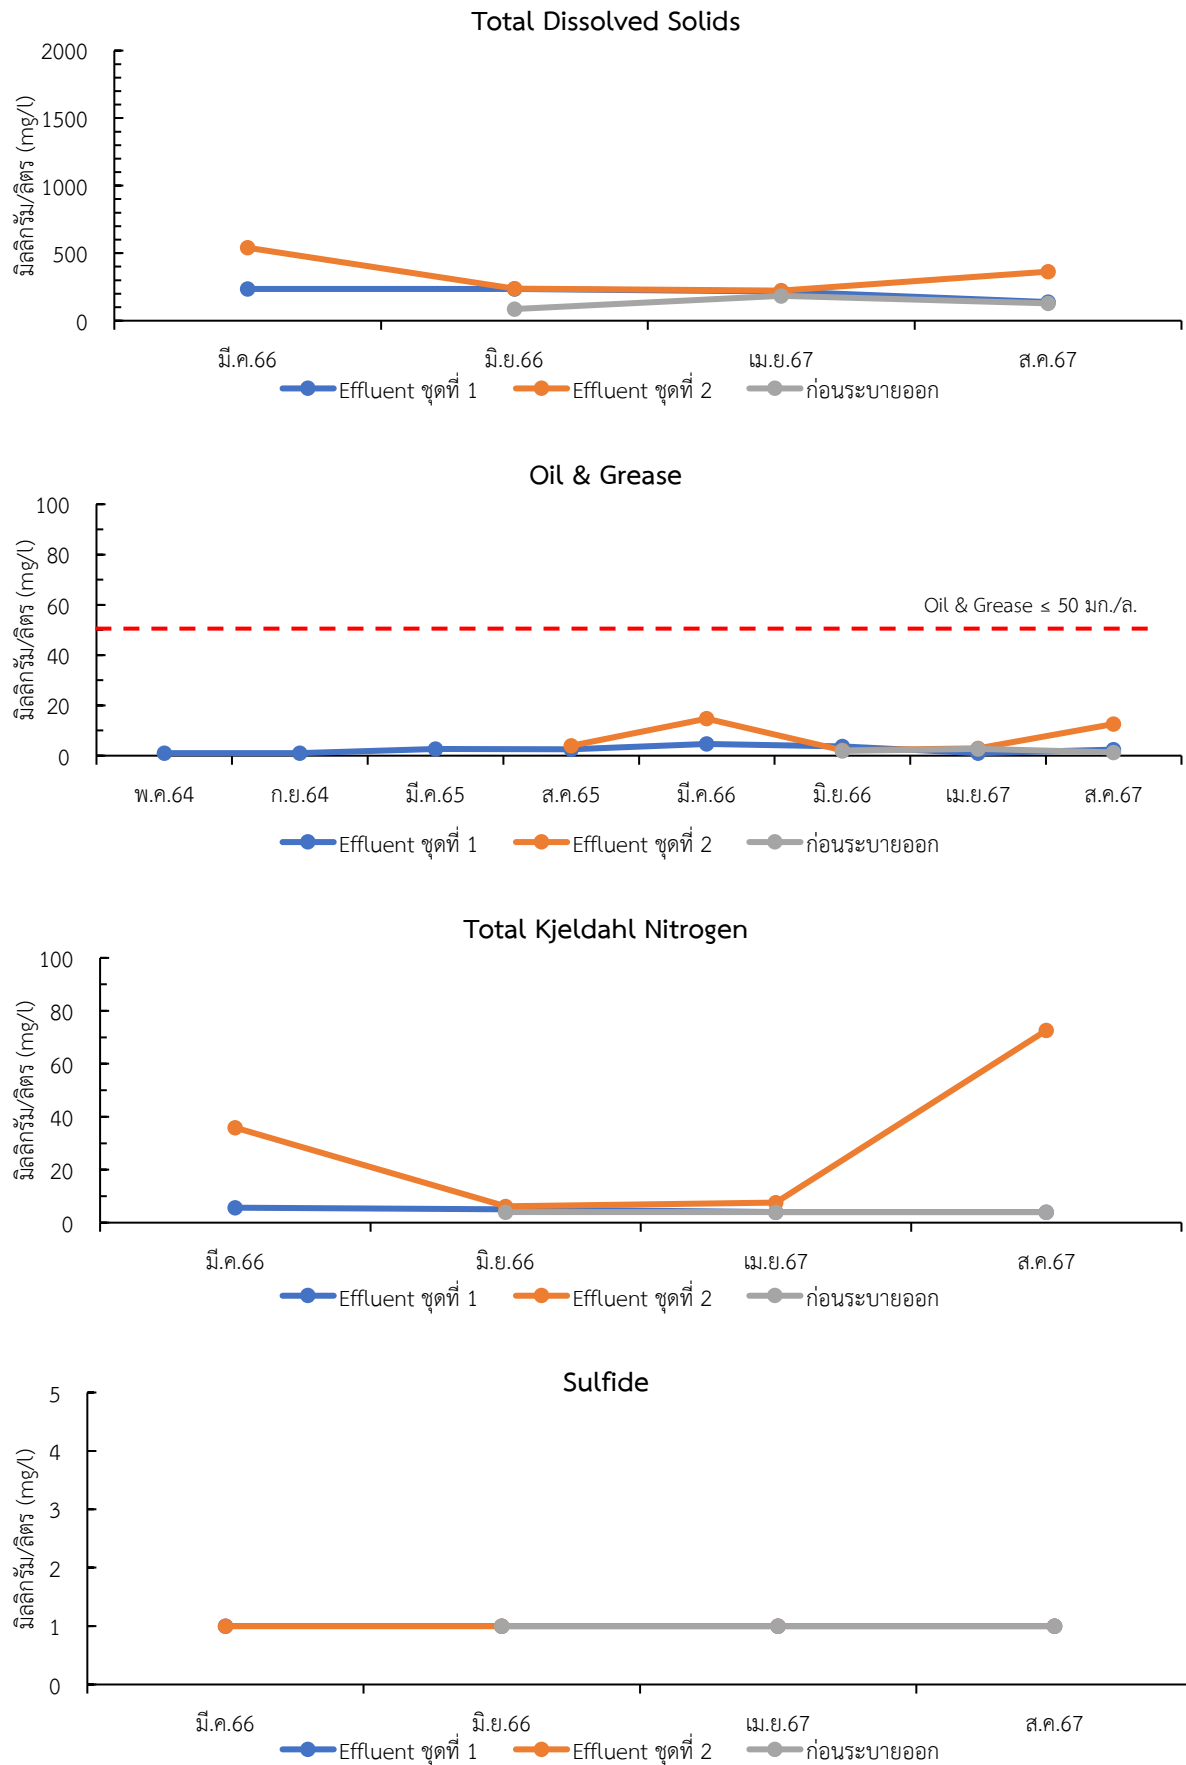 Total Dissolved Solids
มิลลิกรัม/ลิตร (mg/l)
2000
1500
1000
500
0
มี.ค.66 มิ.ย.66 เม.ย.67 ส.ค.67
Effluent ชุดที่ 1 Effluent ชุดที่ 2 ก่อนระบายออก
Oil & Grease
มิลลิกรัม/ลิตร (mg/l)
100
80
60
Oil & Grease ≤ 50 มก./ล.
40
20
0
พ.ค.64 ก.ย.64 มี.ค.65 ส.ค.65 มี.ค.66 มิ.ย.66 เม.ย.67 ส.ค.67
Effluent ชุดที่ 1 Effluent ชุดที่ 2 ก่อนระบายออก
Total Kjeldahl Nitrogen
มิลลิกรัม/ลิตร (mg/l)
100
80
60
40
20
0
มี.ค.66 มิ.ย.66 เม.ย.67 ส.ค.67
Effluent ชุดที่ 1 Effluent ชุดที่ 2 ก่อนระบายออก
Sulfide
มิลลิกรัม/ลิตร (mg/l)
5
4
3
2
1
0
มี.ค.66 มิ.ย.66 เม.ย.67 ส.ค.67
Effluent ชุดที่ 1 Effluent ชุดที่ 2 ก่อนระบายออก